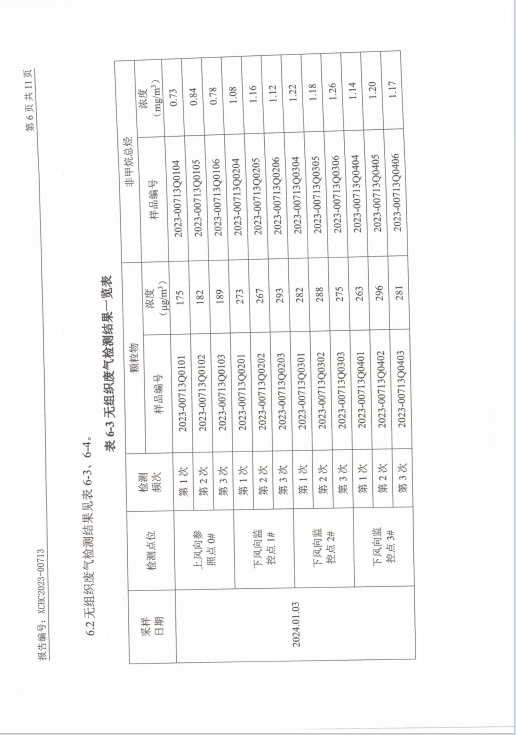 报告编号：XCHC2023-00713 第 6 页 共 11 页
6.2 无组织废气检测结果见表 6-3、6-4。
表 6-3 无组织废气检测结果一览表
采样日期 检测点位 检测频次 颗粒物 非甲烷总烃
样品编号 浓度（μg/m³） 样品编号 浓度（mg/m³）
2024.01.03 上风向参照点 0# 第 1 次 2023-00713Q0101 175 2023-00713Q0104 0.73
第 2 次 2023-00713Q0102 182 2023-00713Q0105 0.84
第 3 次 2023-00713Q0103 189 2023-00713Q0106 0.78
下风向监控点 1# 第 1 次 2023-00713Q0201 273 2023-00713Q0204 1.08
第 2 次 2023-00713Q0202 267 2023-00713Q0205 1.16
第 3 次 2023-00713Q0203 293 2023-00713Q0206 1.12
下风向监控点 2# 第 1 次 2023-00713Q0301 282 2023-00713Q0304 1.22
第 2 次 2023-00713Q0302 288 2023-00713Q0305 1.18
第 3 次 2023-00713Q0303 275 2023-00713Q0306 1.26
下风向监控点 3# 第 1 次 2023-00713Q0401 263 2023-00713Q0404 1.14
第 2 次 2023-00713Q0402 296 2023-00713Q0405 1.20
第 3 次 2023-00713Q0403 281 2023-00713Q0406 1.17